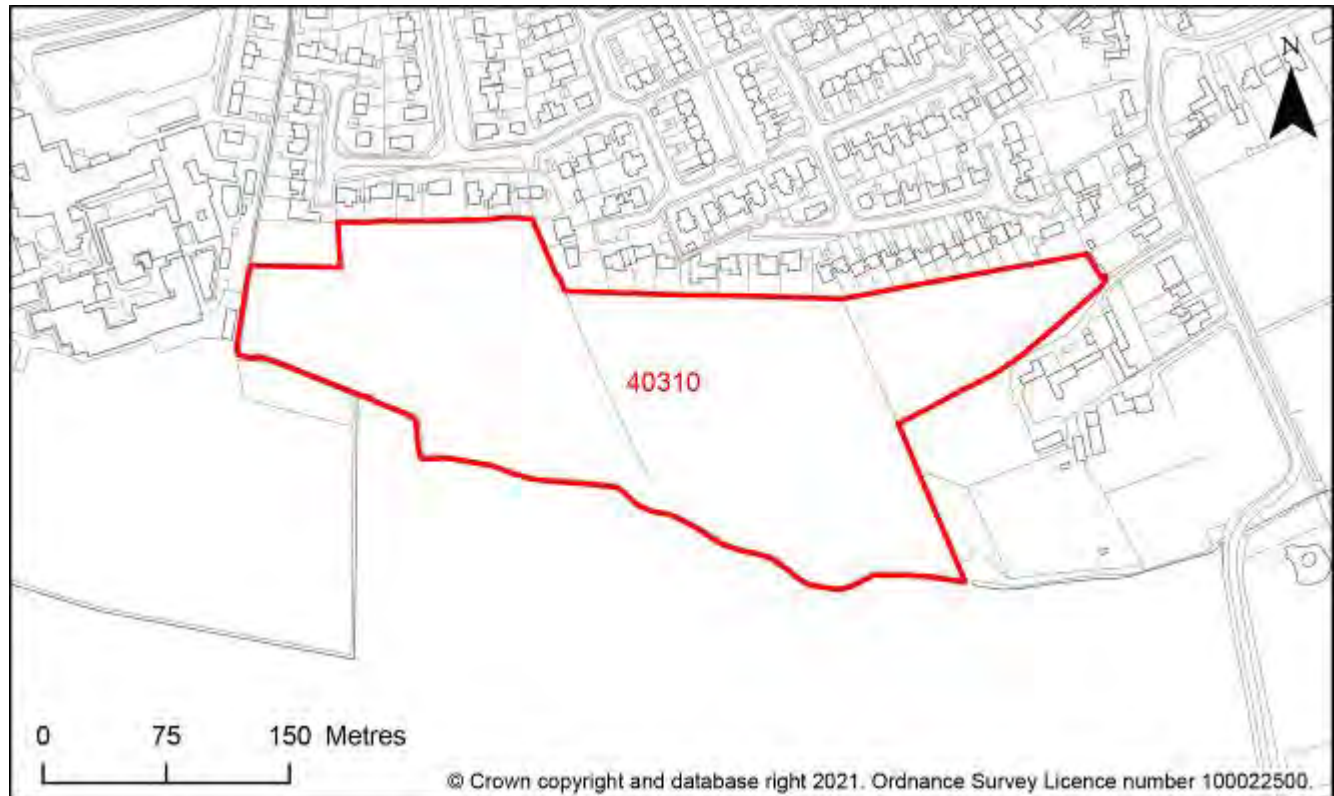 N
40310
0 75 150 Metres
© Crown copyright and database right 2021. Ordnance Survey Licence number 100022500.